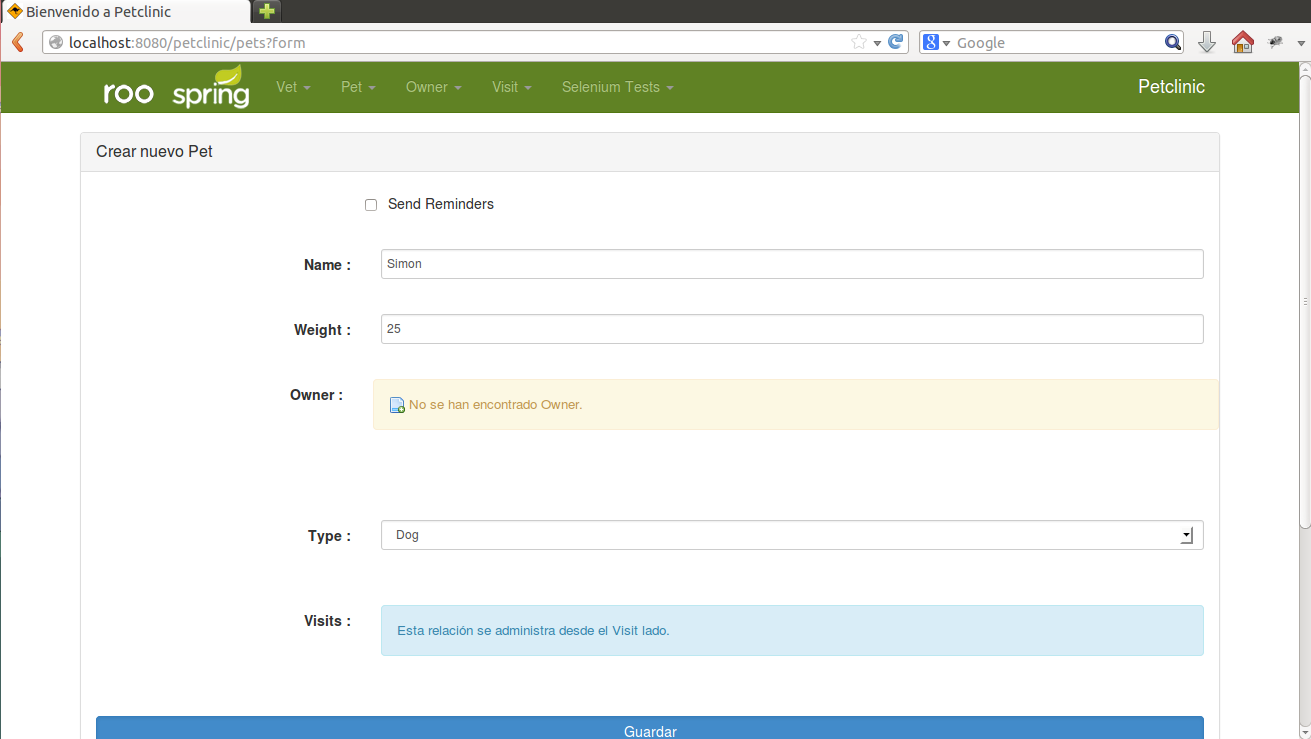 Bienvenido a Petclinic
localhost:8080/petclinic/pets?form
8 Google
roo spring Vet Pet Owner Visit Selenium Tests Petclinic
Crear nuevo Pet
Send Reminders
Name : Simon
Weight : 25
Owner : No se han encontrado Owner.
Type : Dog
Visits : Esta relación se administra desde el Visit lado.
Guardar